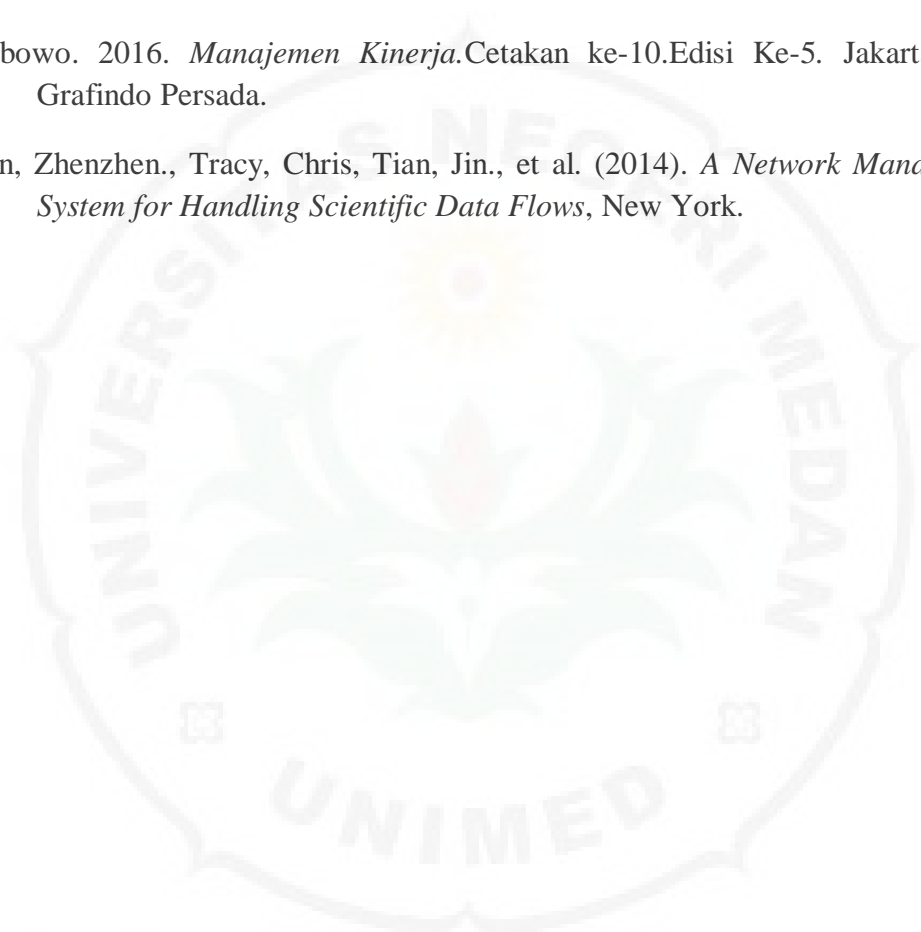 bowo. 2016. Manajemen Kinerja.Cetakan ke-10.Edisi Ke-5. Jakart
Grafindo Persada.
n, Zhenzhen., Tracy, Chris, Tian, Jin., et al. (2014). A Network Mana
System for Handling Scientific Data Flows, New York.
UNIVERSITAS NEGERI MEDAN
UNIMED